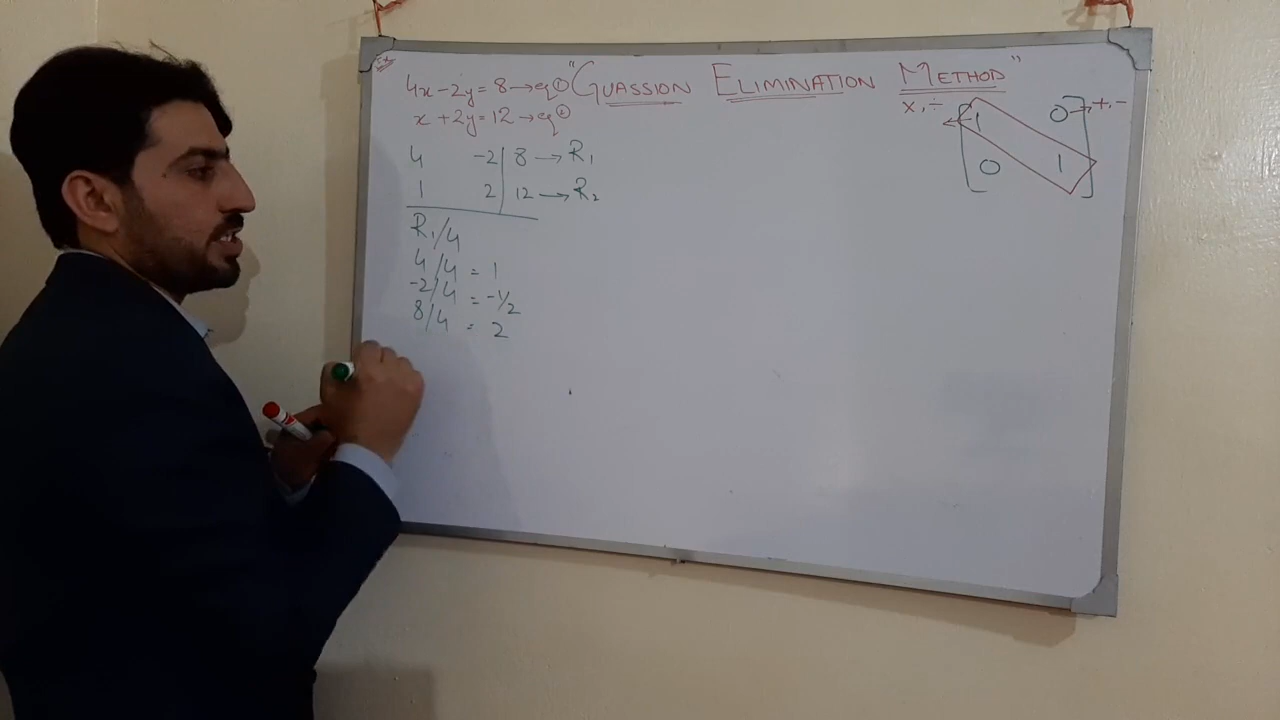 "GUASSION ELIMINATION METHOD"
Ex
4x-2y=8→eq①
x+2y=12→eq②
4 -2|8→R₁
1 2|12→R₂
R₁/4
4/4 = 1
-2/4 = -1/2
8/4 = 2
x,÷
←[1 0]→+,-
[0 1]